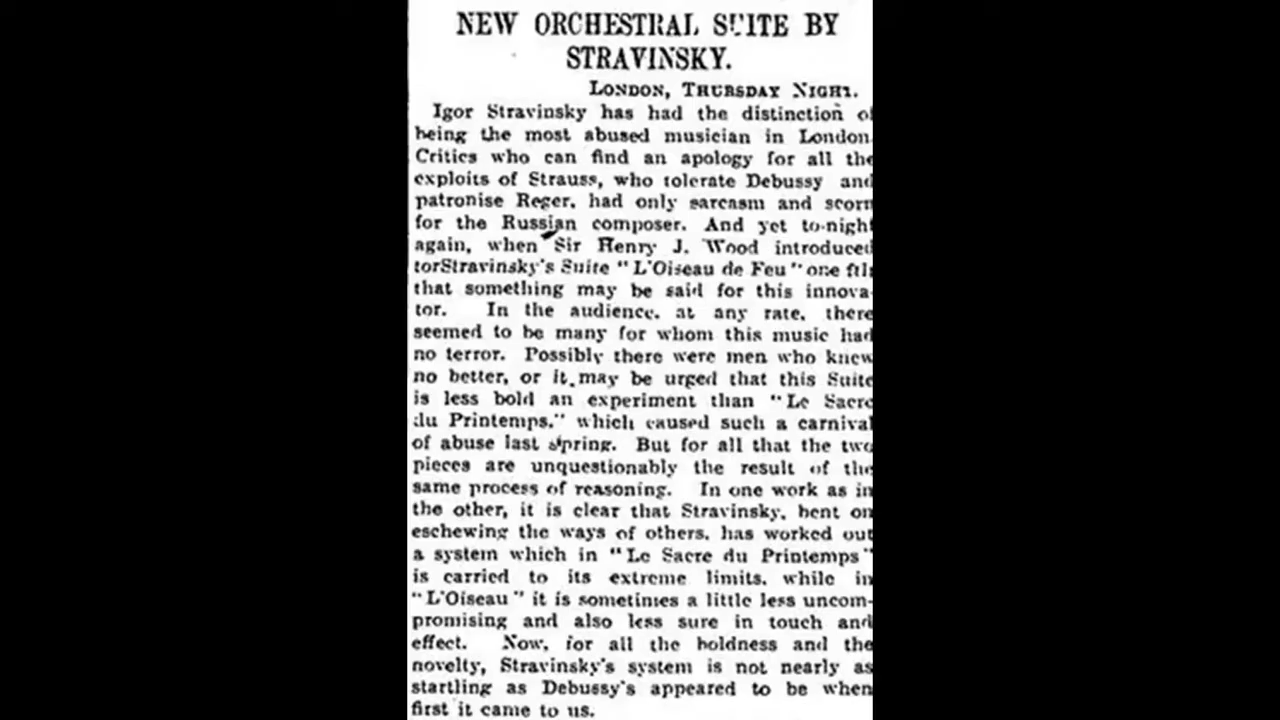 NEW ORCHESTRAL SUITE BY
STRAVINSKY.
LONDON, THURSDAY NIGHT.
Igor Stravinsky has had the distinction of
being the most abused musician in London.
Critics who can find an apology for all the
exploits of Strauss, who tolerate Debussy and
patronise Reger, had only sarcasm and scorn
for the Russian composer. And yet to-night
again, when Sir Henry J. Wood introduced
torStravinsky's Suite "L'Oiseau de Feu" one
that something may be said for this innova-
tor. In the audience, at any rate, there
seemed to be many for whom this music had
no terror. Possibly there were men who knew
no better, or it may be urged that this Suite
is less bold an experiment than "Le Sacre
du Printemps," which caused such a carnival
of abuse last spring. But for all that the two
pieces are unquestionably the result of the
same process of reasoning. In one work as in
the other, it is clear that Stravinsky, bent on
eschewing the ways of others, has worked out
a system which in "Le Sacre du Printemps"
is carried to its extreme limits, while in
"L'Oiseau" it is sometimes a little less uncom-
promising and also less sure in touch and
effect. Now, for all the boldness and the
novelty, Stravinsky's system is not nearly as
startling as Debussy's appeared to be when
first it came to us.